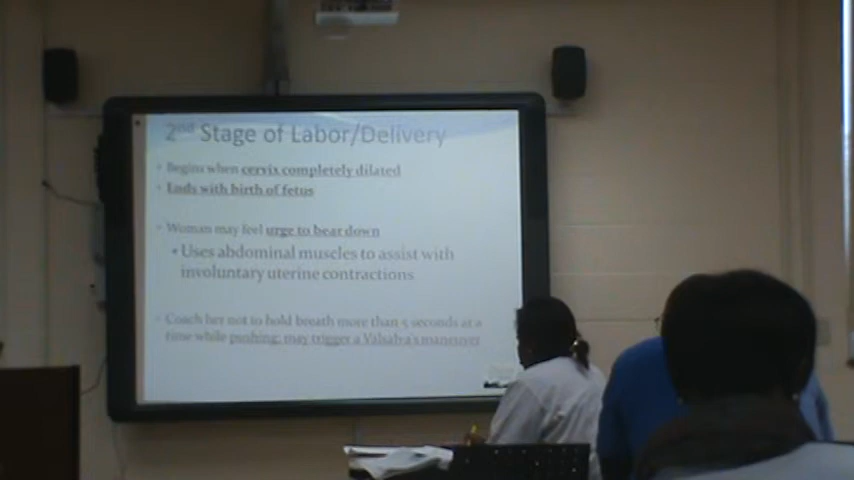 2nd Stage of Labor/Delivery
Begins when cervix completely dilated
Ends with birth of fetus
Woman may feel urge to bear down
Uses abdominal muscles to assist with
involuntary uterine contractions
Coach her not to hold breath more than 5 seconds at a
time while pushing; may trigger a Valsalva's maneuver